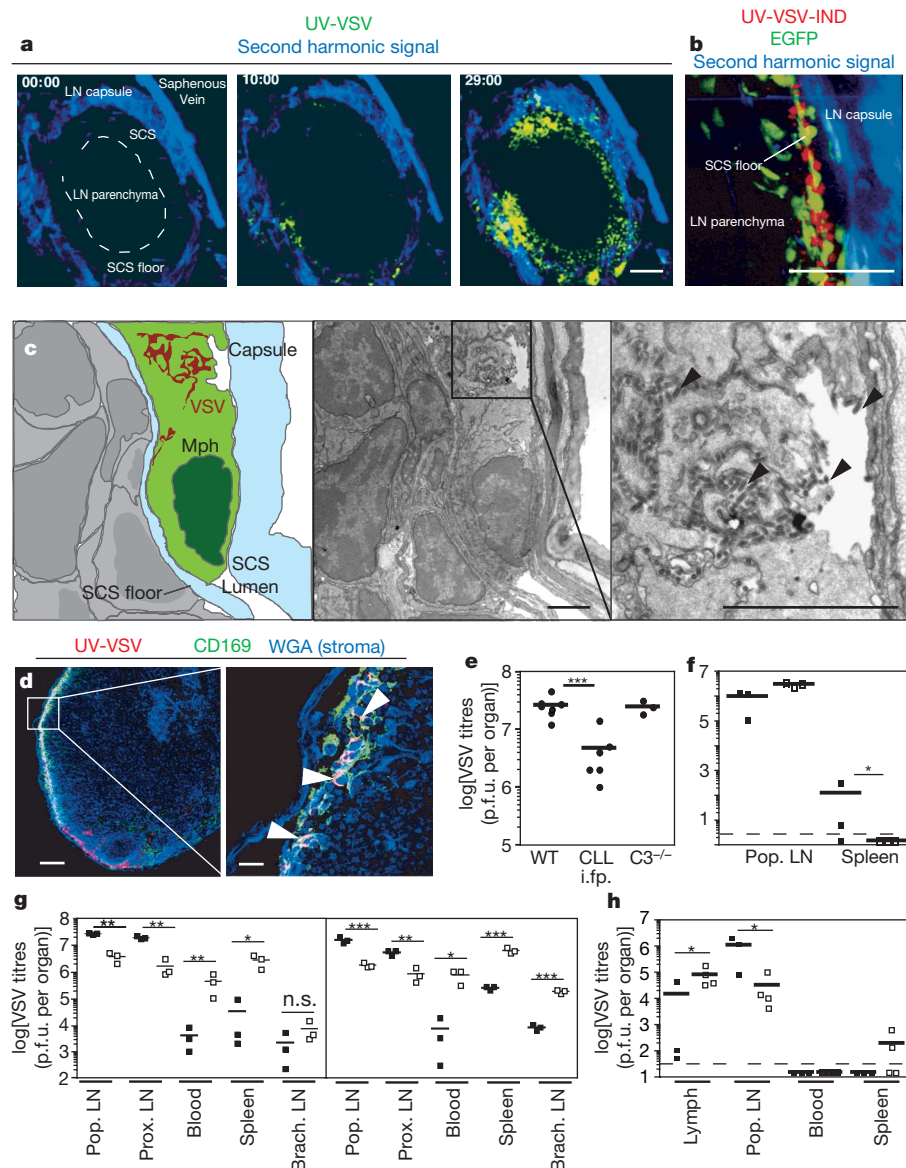 UV-VSV
Second harmonic signal
a
00:00
LN capsule
Saphenous
Vein
SCS
LN parenchyma
SCS floor
10:00
29:00
UV-VSV-IND
b
EGFP
Second harmonic signal
LN capsule
SCS floor
LN parenchyma
c
Capsule
VSV
Mph
SCS
Lumen
SCS floor
UV-VSV CD169 WGA (stroma)
d
e
log[VSV titres
(p.f.u. per organ)]
8
7
6
5
***
WT CLL C3–/–
i.fp.
f
7
6
5
4
3
2
1
*
Pop. LN Spleen
g
log[VSV titres
(p.f.u. per organ)]
8
7
6
5
4
3
2
** ** ** * n.s.
*** ** * *** ***
Pop. LN
Prox. LN
Blood
Spleen
Brach. LN
Pop. LN
Prox. LN
Blood
Spleen
Brach. LN
h
log[VSV titres
(p.f.u. per organ)]
7
6
5
4
3
2
1
* *
Lymph
Pop. LN
Blood
Spleen